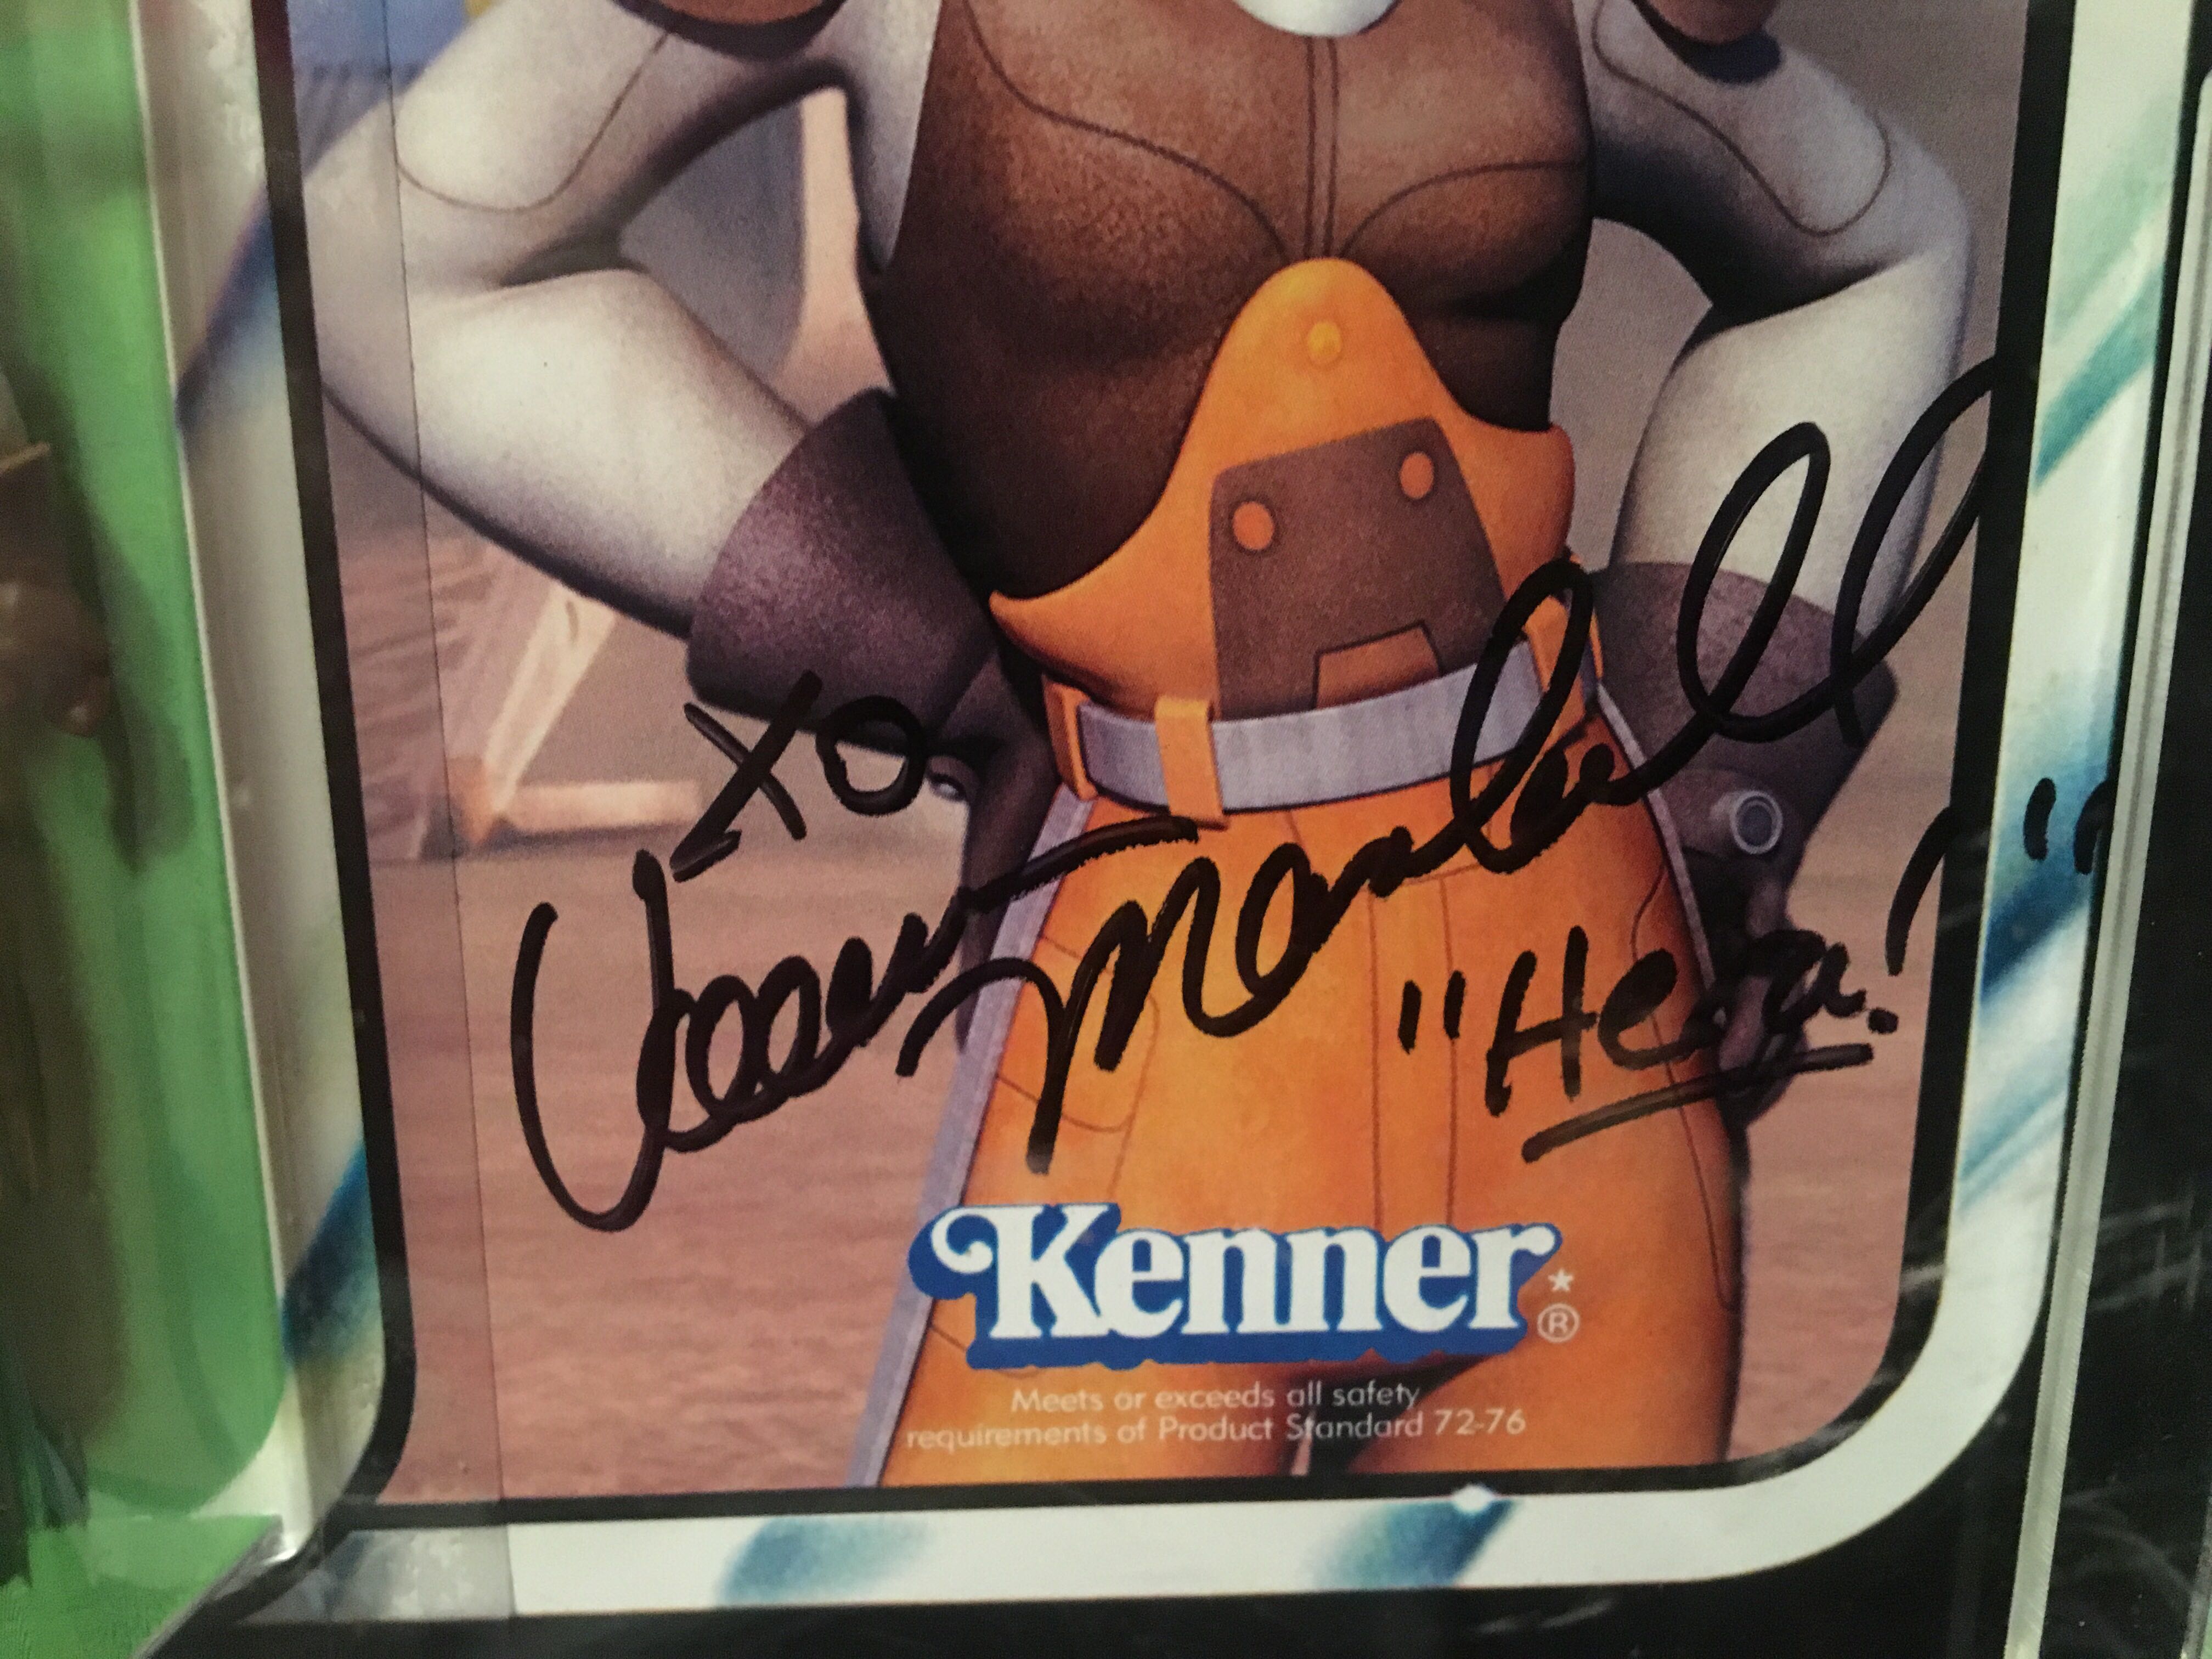 XO
Vanessa Marshall
"Hera!"
Kenner
®
Meets or exceeds all safety
requirements of Product Standard 72-76